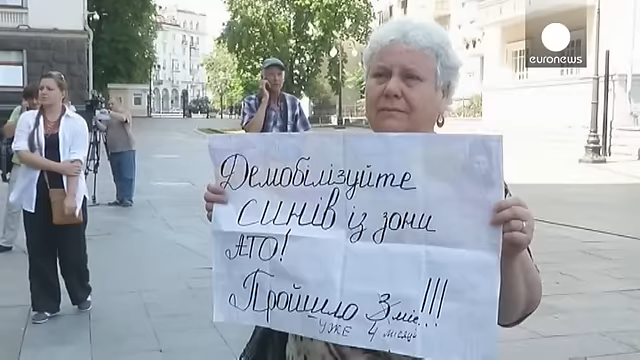 euronews
Демобілізуйте
синів із зони
АТО!
Пройшло 3 міс!!!
уже 4 місяці